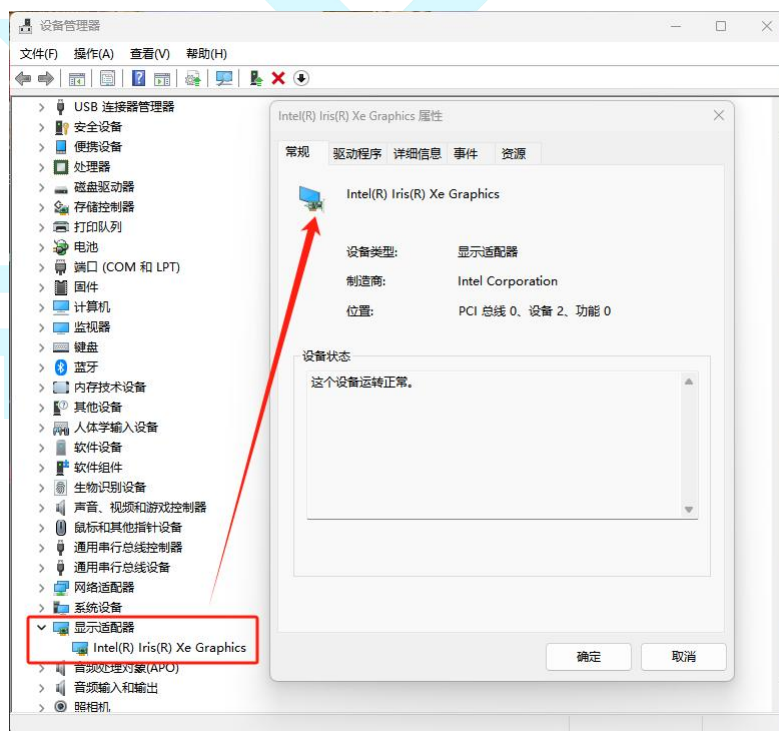 设备管理器
文件(F) 操作(A) 查看(V) 帮助(H)
USB 连接器管理器
安全设备
便携设备
处理器
磁盘驱动器
存储控制器
打印队列
电池
端口 (COM 和 LPT)
固件
计算机
监视器
键盘
蓝牙
内存技术设备
其他设备
人体学输入设备
软件设备
软件组件
生物识别设备
声音、视频和游戏控制器
鼠标和其他指针设备
通用串行总线控制器
通用串行总线设备
网络适配器
系统设备
显示适配器
Intel(R) Iris(R) Xe Graphics
音频处理对象(APO)
音频输入和输出
照相机
Intel(R) Iris(R) Xe Graphics 属性
常规 驱动程序 详细信息 事件 资源
Intel(R) Iris(R) Xe Graphics
设备类型: 显示适配器
制造商: Intel Corporation
位置: PCI 总线 0、设备 2、功能 0
设备状态
这个设备运转正常。
确定 取消